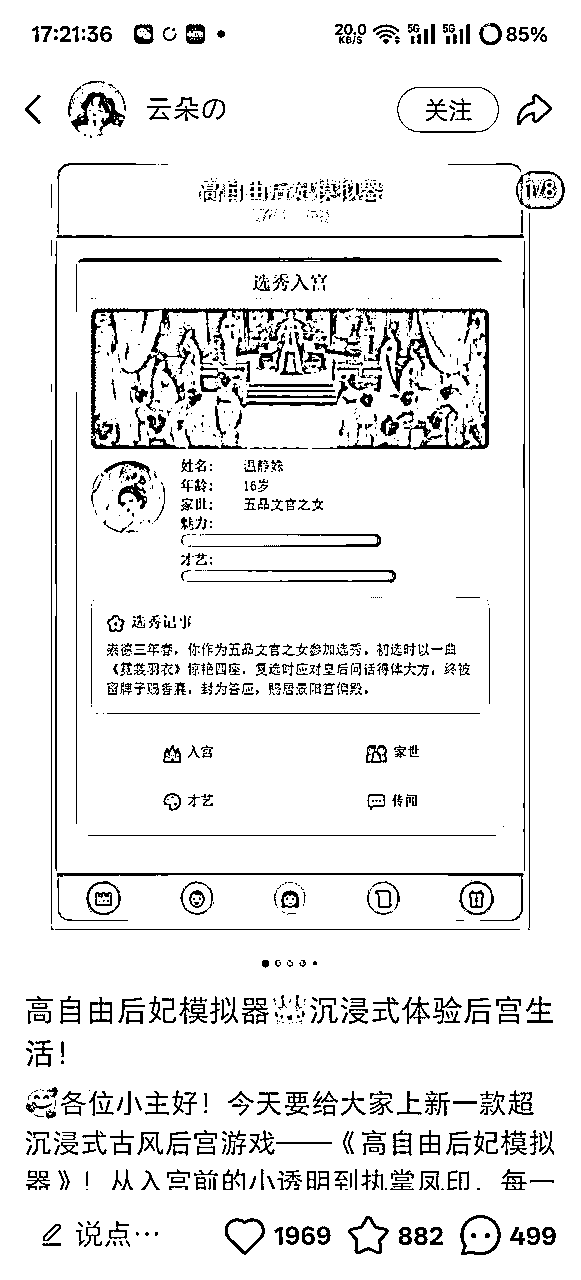 17:21:36
20.0 KB/S 5G 5G 85%
云朵の
关注
高自由后妃模拟器
1/8
选秀入宫
姓名: 温静姝
年龄: 16岁
家世: 五品文官之女
魅力:
才艺:
选秀记事
崇德三年春，你作为五品文官之女参加选秀。初选时以一曲
《霓裳羽衣》惊艳四座，复选时应对皇后问话得体大方，终被
留牌子赐香囊，封为答应，赐居景阳宫偏殿。
入宫
家世
才艺
传闻
高自由后妃模拟器 沉浸式体验后宫生
活！
各位小主好！今天要给大家上新一款超
沉浸式古风后宫游戏——《高自由后妃模拟
器》！从入宫前的小透明到执掌凤印，每一
说点…
1969
882
499